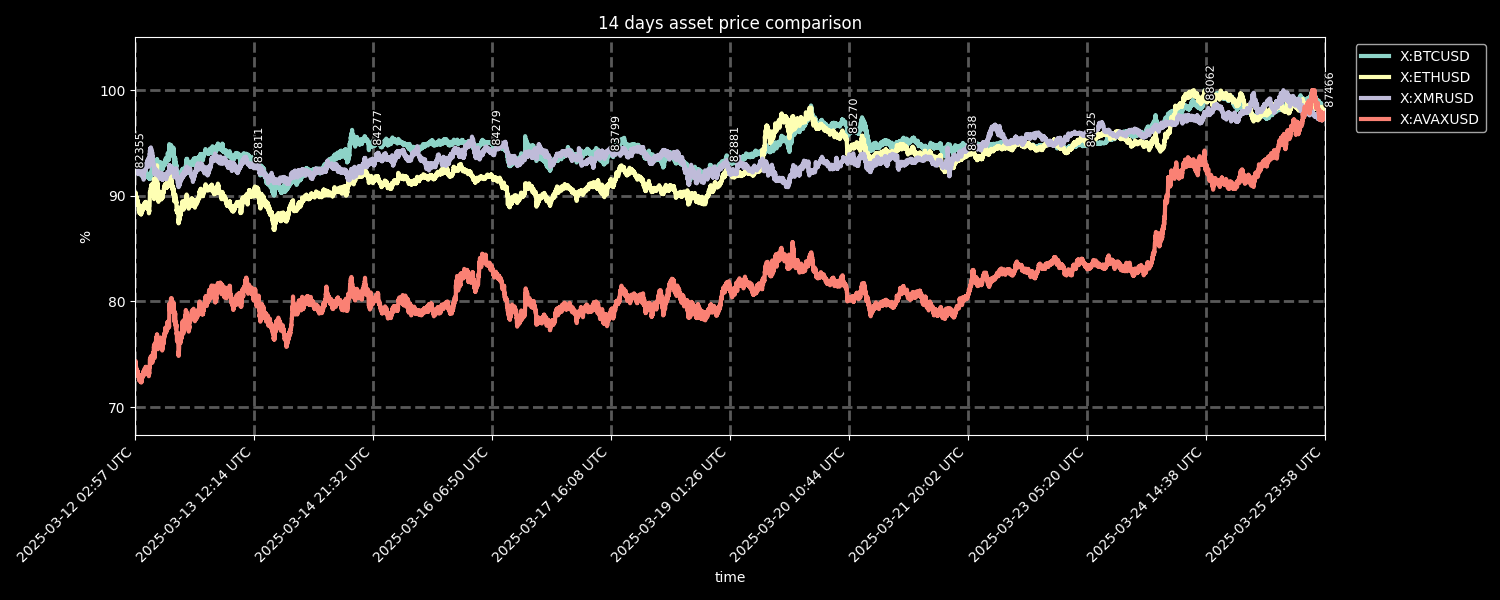 14 days asset price comparison
X:BTCUSD
X:ETHUSD
X:XMRUSD
X:AVAXUSD
100
90
80
70
%
82355
82811
84277
84279
83799
82881
85270
83838
84125
88062
87466
2025-03-12 02:57 UTC
2025-03-13 12:14 UTC
2025-03-14 21:32 UTC
2025-03-16 06:50 UTC
2025-03-17 16:08 UTC
2025-03-19 01:26 UTC
2025-03-20 10:44 UTC
2025-03-21 20:02 UTC
2025-03-23 05:20 UTC
2025-03-24 14:38 UTC
2025-03-25 23:58 UTC
time